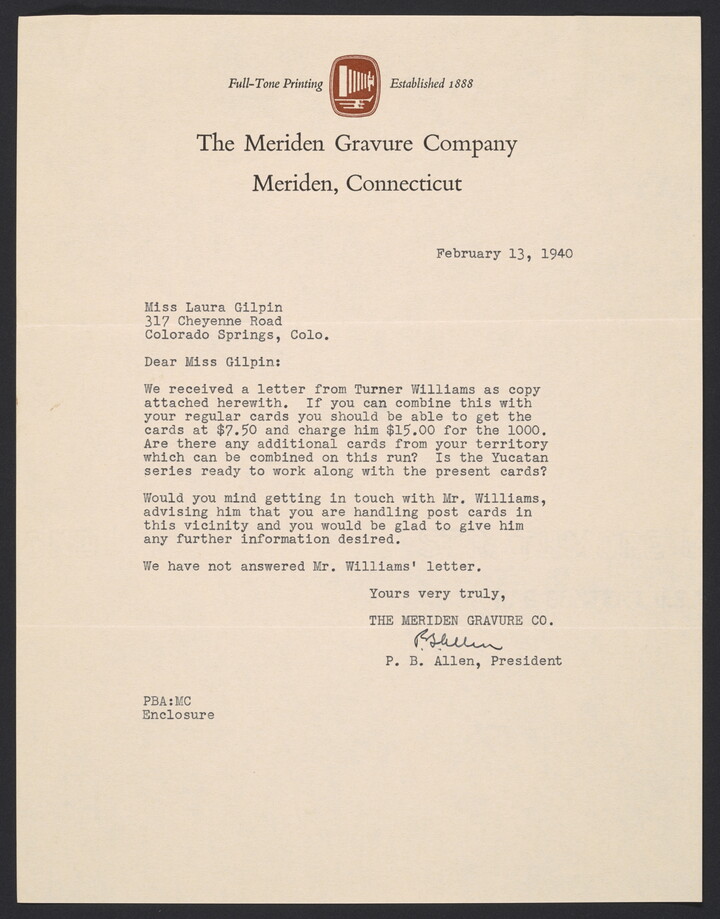 Full-Tone Printing Established 1888
The Meriden Gravure Company
Meriden, Connecticut
February 13, 1940
Miss Laura Gilpin
317 Cheyenne Road
Colorado Springs, Colo.
Dear Miss Gilpin:
We received a letter from Turner Williams as copy
attached herewith. If you can combine this with
your regular cards you should be able to get the
cards at $7.50 and charge him $15.00 for the 1000.
Are there any additional cards from your territory
which can be combined on this run? Is the Yucatan
series ready to work along with the present cards?
Would you mind getting in touch with Mr. Williams,
advising him that you are handling post cards in
this vicinity and you would be glad to give him
any further information desired.
We have not answered Mr. Williams' letter.
Yours very truly,
THE MERIDEN GRAVURE CO.
P.B. Allen
P. B. Allen, President
PBA:MC
Enclosure